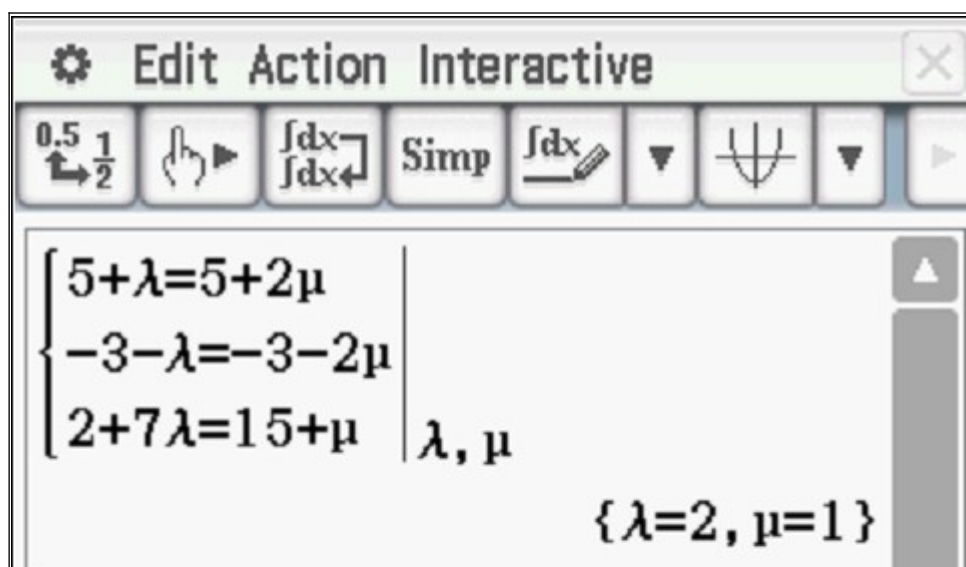 Edit Action Interactive
0.5 1/2 ∫dx ∫dx Simp ∫dx
5+λ=5+2μ
-3-λ=-3-2μ
2+7λ=15+μ
λ, μ
{λ=2, μ=1}